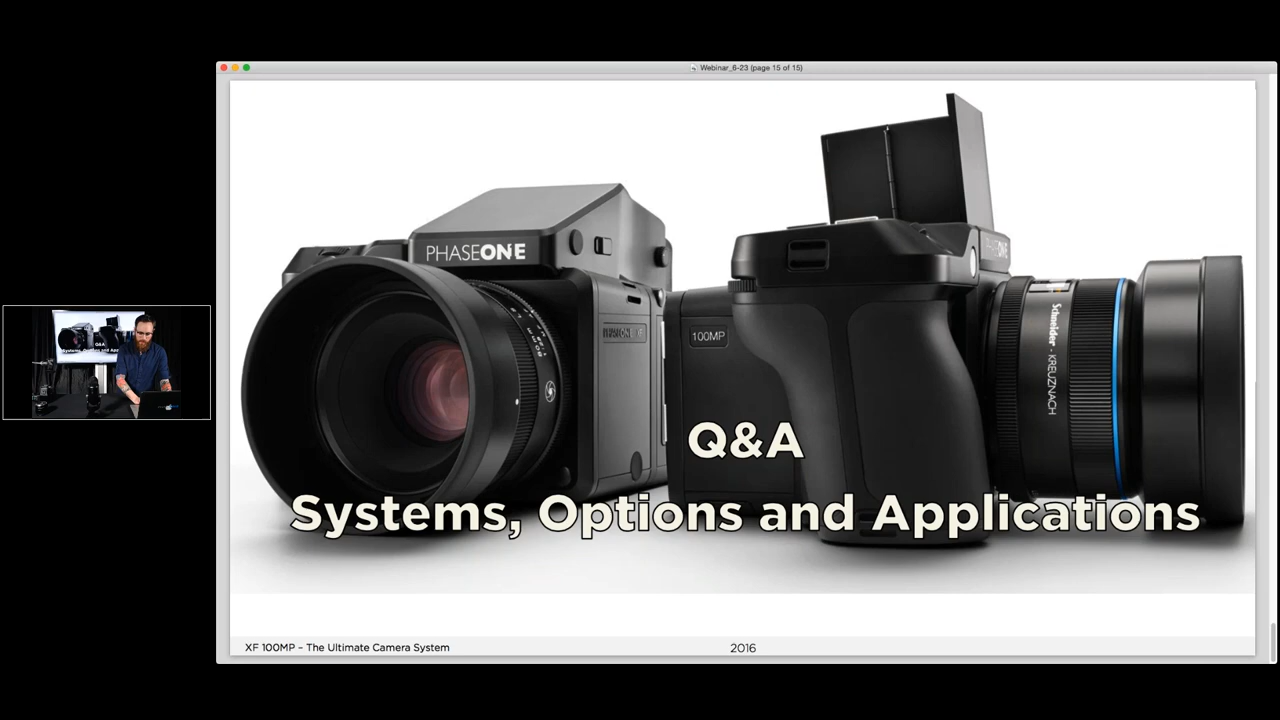 Webinar_6-23 (page 15 of 15)
PHASEONE
PHASEONE
100MP
Schneider - KREUZNACH
Q&A
Systems, Options and Applications
XF 100MP – The Ultimate Camera System
2016